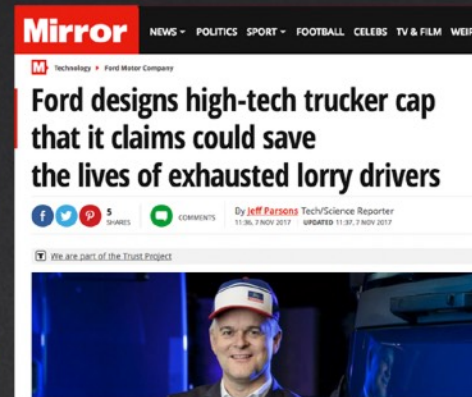 Mirror
NEWS POLITICS SPORT FOOTBALL CELEBS TV & FILM WEIR
M Technology Ford Motor Company
Ford designs high-tech trucker cap
that it claims could save
the lives of exhausted lorry drivers
5
SHARES
COMMENTS
By Jeff Parsons Tech/Science Reporter
11:36, 7 NOV 2017 UPDATED 11:37, 7 NOV 2017
T We are part of the Trust Project